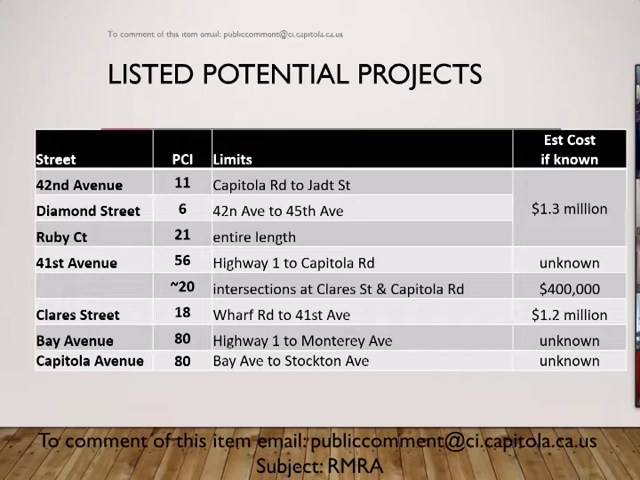 To comment of this item email: publiccomment@ci.capitola.ca.us
LISTED POTENTIAL PROJECTS
Street PCI Limits Est Cost if known
42nd Avenue 11 Capitola Rd to Jadt St
Diamond Street 6 42n Ave to 45th Ave $1.3 million
Ruby Ct 21 entire length
41st Avenue 56 Highway 1 to Capitola Rd unknown
~20 intersections at Clares St & Capitola Rd $400,000
Clares Street 18 Wharf Rd to 41st Ave $1.2 million
Bay Avenue 80 Highway 1 to Monterey Ave unknown
Capitola Avenue 80 Bay Ave to Stockton Ave unknown
To comment of this item email: publiccomment@ci.capitola.ca.us
Subject: RMRA